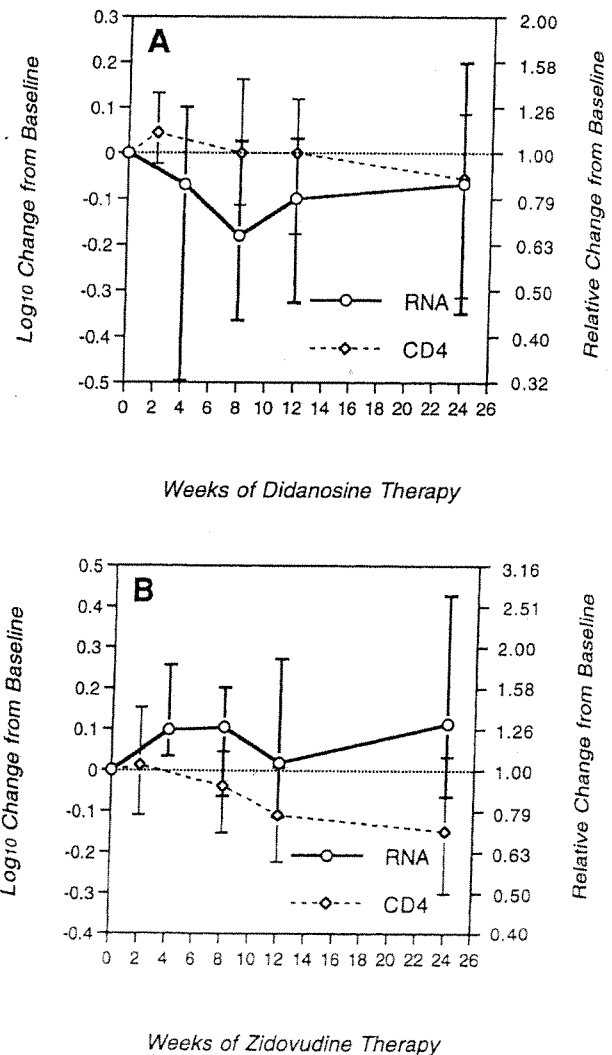 A
Log10 Change from Baseline
Relative Change from Baseline
0.3
0.2
0.1
0
-0.1
-0.2
-0.3
-0.4
-0.5
2.00
1.58
1.26
1.00
0.79
0.63
0.50
0.40
0.32
RNA
CD4
0 2 4 6 8 10 12 14 16 18 20 22 24 26
Weeks of Didanosine Therapy
B
Log10 Change from Baseline
Relative Change from Baseline
0.5
0.4
0.3
0.2
0.1
0
-0.1
-0.2
-0.3
-0.4
3.16
2.51
2.00
1.58
1.26
1.00
0.79
0.63
0.50
0.40
RNA
CD4
0 2 4 6 8 10 12 14 16 18 20 22 24 26
Weeks of Zidovudine Therapy